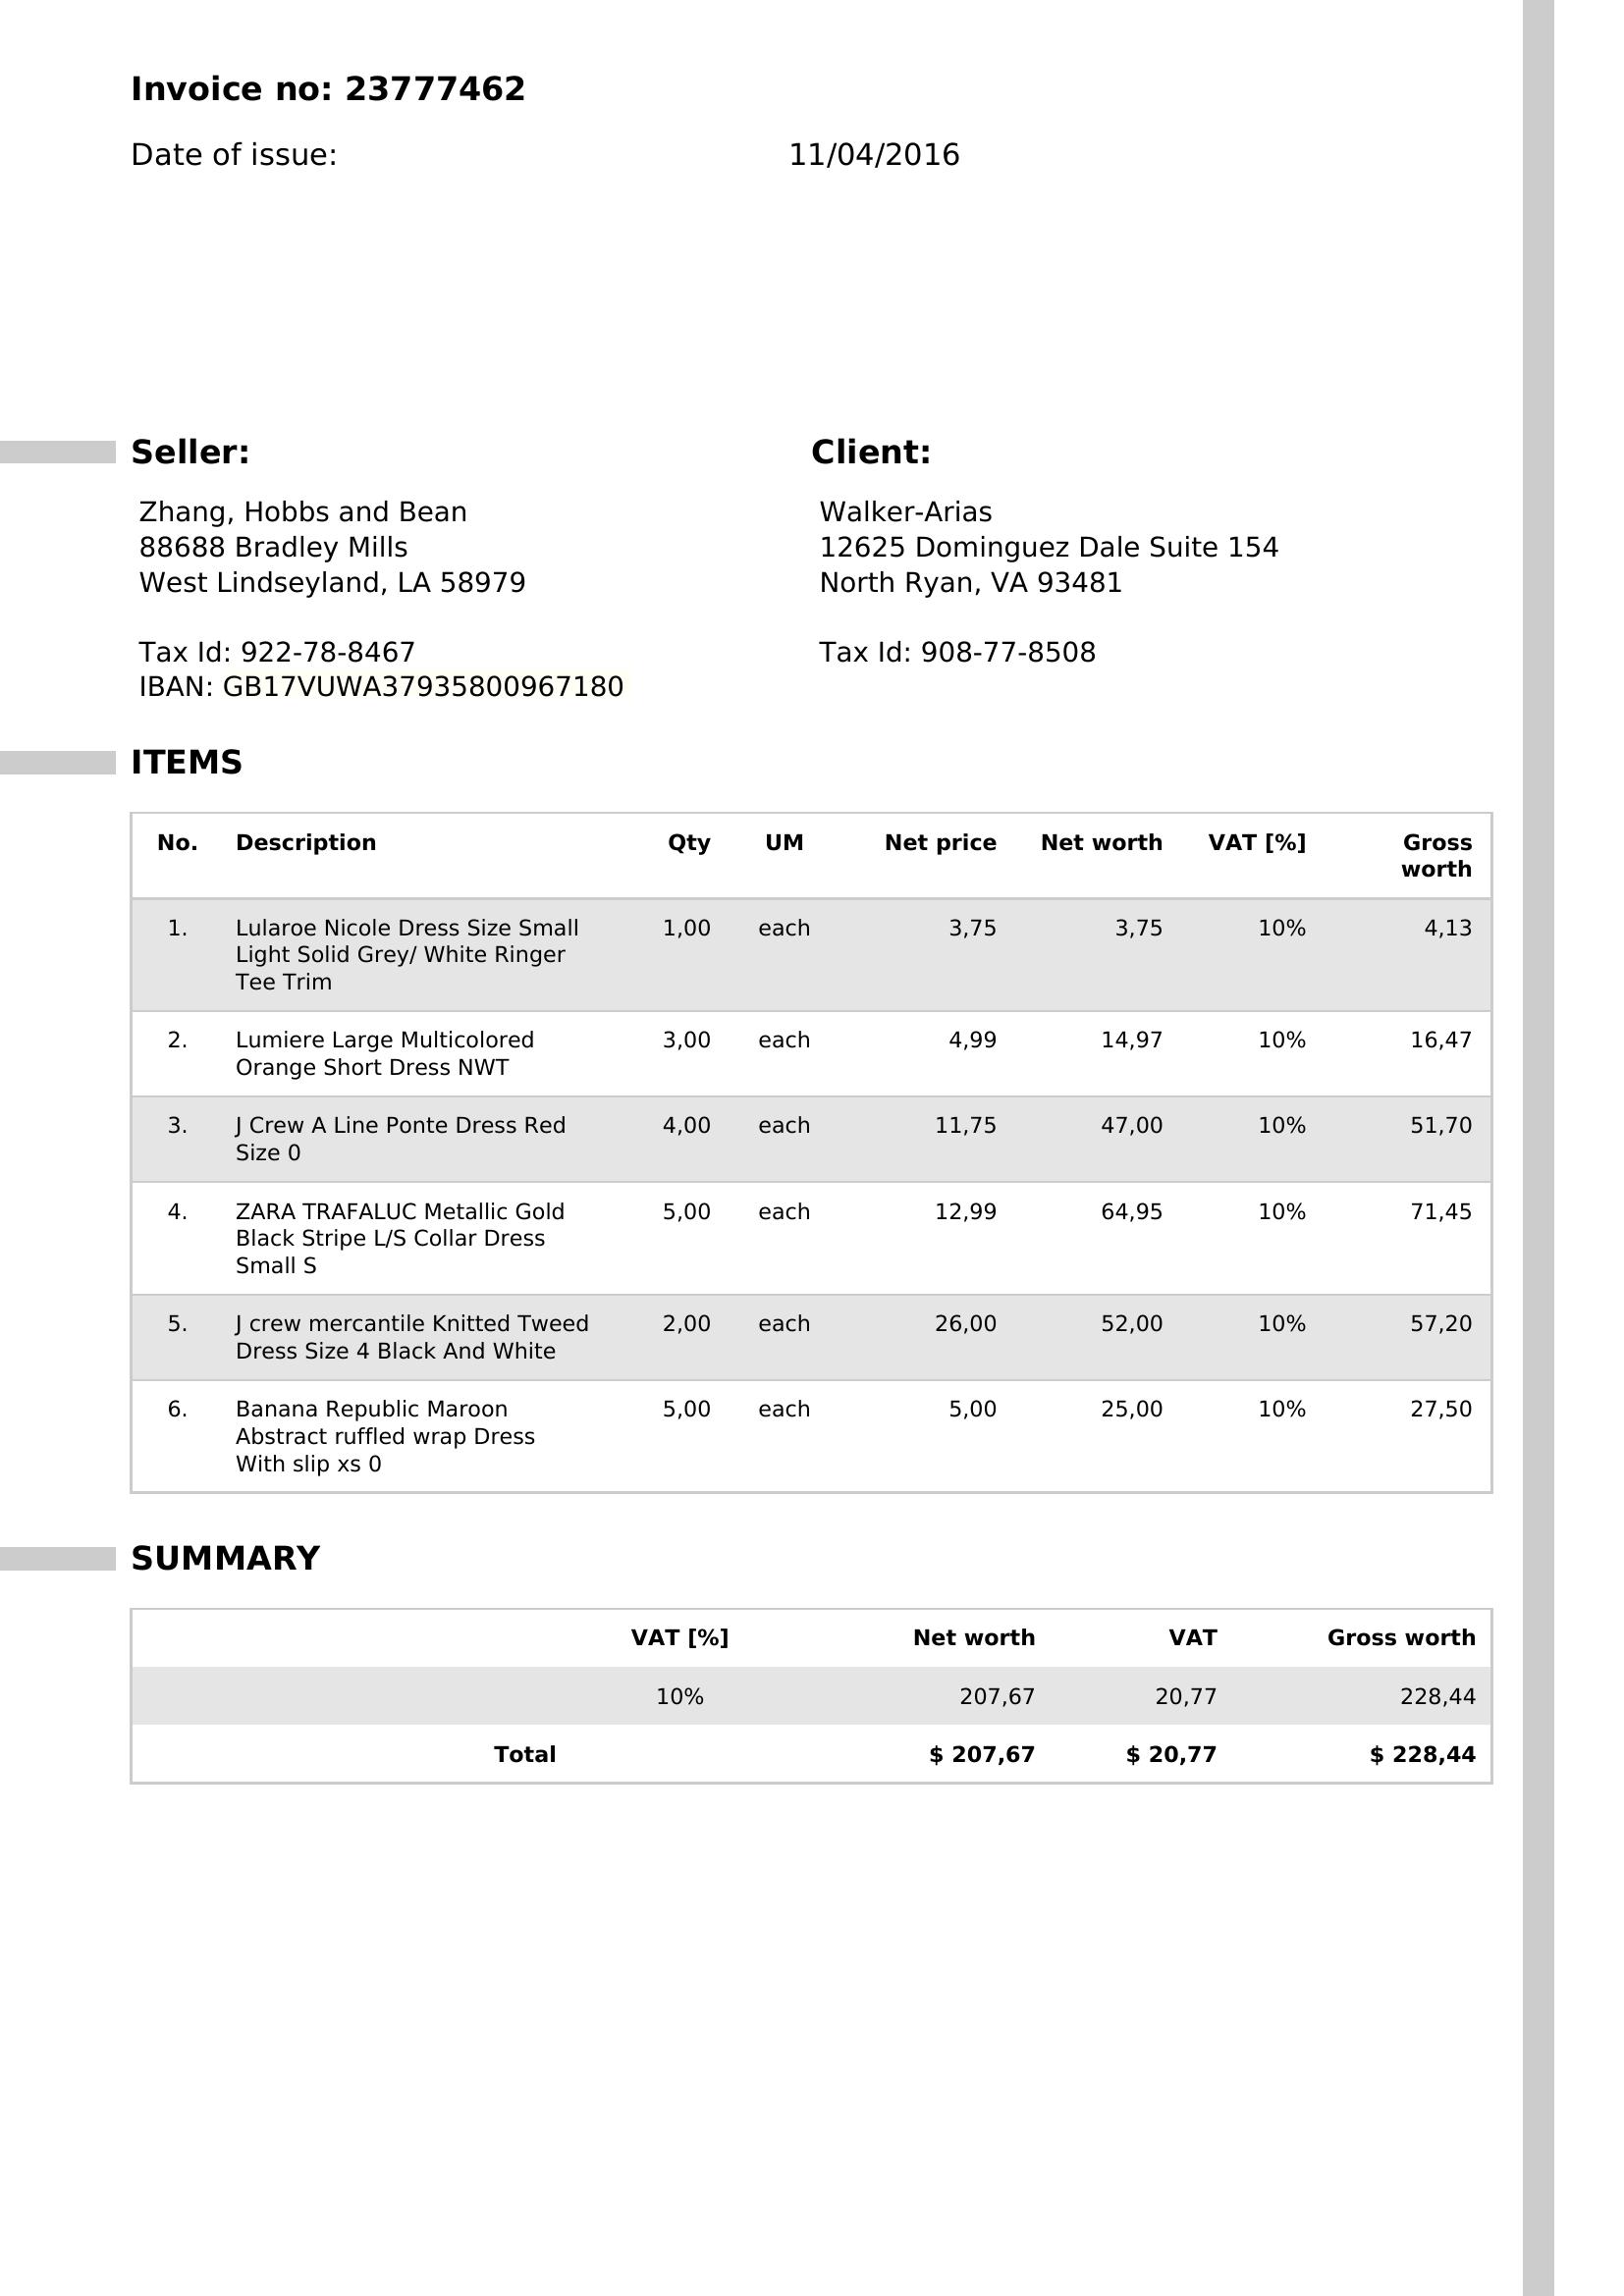 Invoice no: 23777462
Date of issue: 11/04/2016
Seller:
Zhang, Hobbs and Bean
88688 Bradley Mills
West Lindseyland, LA 58979
Tax Id: 922-78-8467
IBAN: GB17VUWA37935800967180
Client:
Walker-Arias
12625 Dominguez Dale Suite 154
North Ryan, VA 93481
Tax Id: 908-77-8508
ITEMS
No. Description Qty UM Net price Net worth VAT [%] Gross
worth
1. Lularoe Nicole Dress Size Small 1,00 each 3,75 3,75 10% 4,13
Light Solid Grey/ White Ringer
Tee Trim
2. Lumiere Large Multicolored 3,00 each 4,99 14,97 10% 16,47
Orange Short Dress NWT
3. J Crew A Line Ponte Dress Red 4,00 each 11,75 47,00 10% 51,70
Size 0
4. ZARA TRAFALUC Metallic Gold 5,00 each 12,99 64,95 10% 71,45
Black Stripe L/S Collar Dress
Small S
5. J crew mercantile Knitted Tweed 2,00 each 26,00 52,00 10% 57,20
Dress Size 4 Black And White
6. Banana Republic Maroon 5,00 each 5,00 25,00 10% 27,50
Abstract ruffled wrap Dress
With slip xs 0
SUMMARY
VAT [%] Net worth VAT Gross worth
10% 207,67 20,77 228,44
Total $ 207,67 $ 20,77 $ 228,44